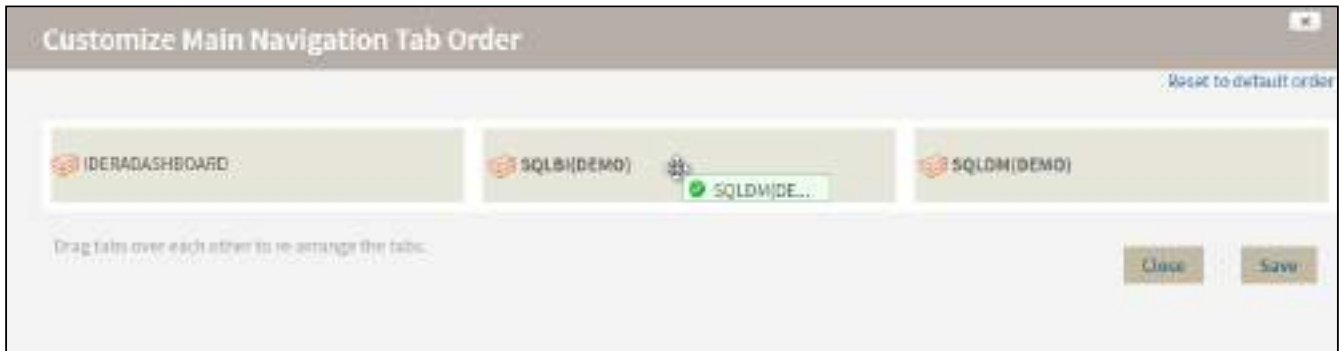 Customize Main Navigation Tab Order
Reset to default order
IDERADASHBOARD
SQLBI(DEMO)
SQLDM(DE...
SQLDM(DEMO)
Drag tabs over each other to re-arrange the tabs.
Close
Save